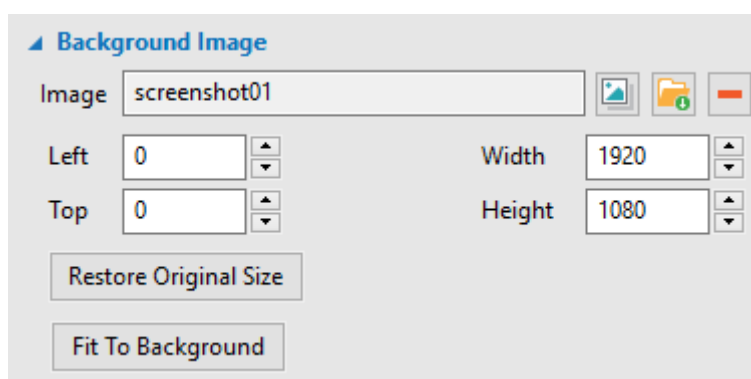 Background Image
Image screenshot01
Left 0 Width 1920
Top 0 Height 1080
Restore Original Size
Fit To Background